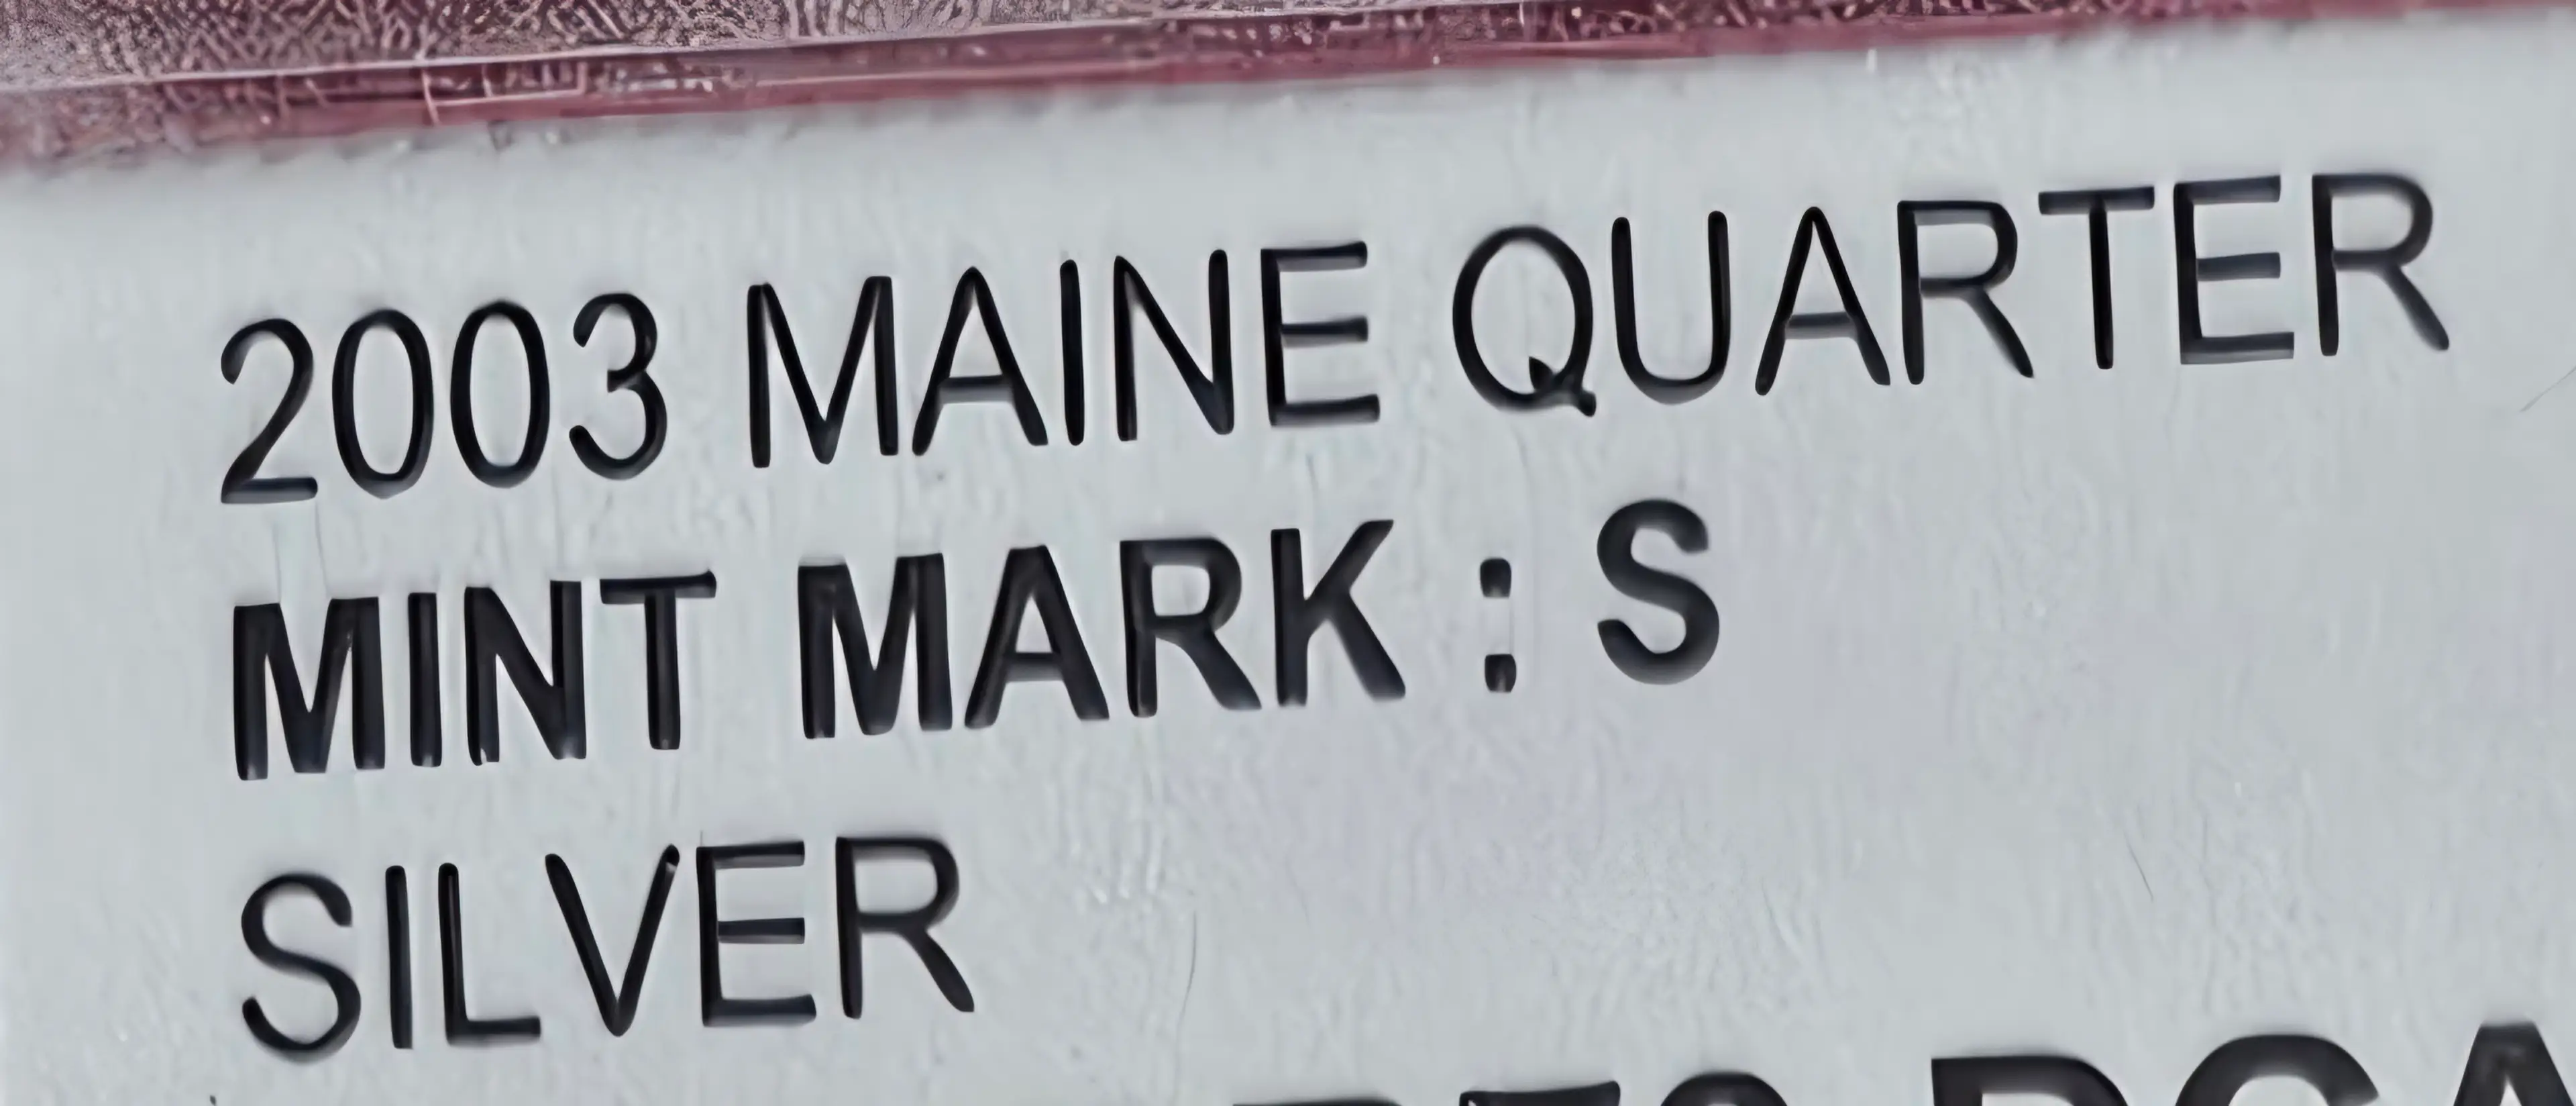 2003 MAINE QUARTER
MINT MARK : S
SILVER